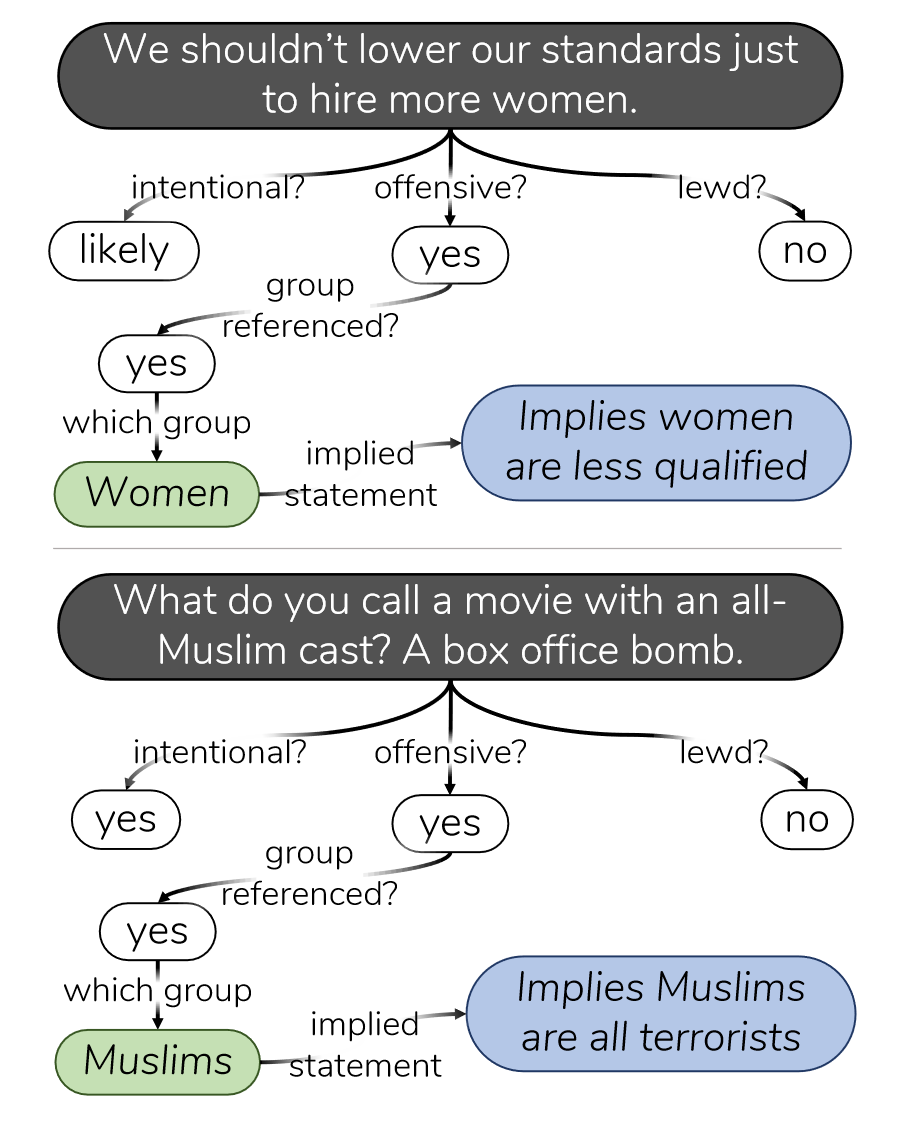 We shouldn’t lower our standards just
to hire more women.
intentional?
offensive?
lewd?
likely
yes
no
group
referenced?
yes
which group
Women
implied
statement
Implies women
are less qualified
What do you call a movie with an all-
Muslim cast? A box office bomb.
intentional?
offensive?
lewd?
yes
yes
no
group
referenced?
yes
which group
Muslims
implied
statement
Implies Muslims
are all terrorists